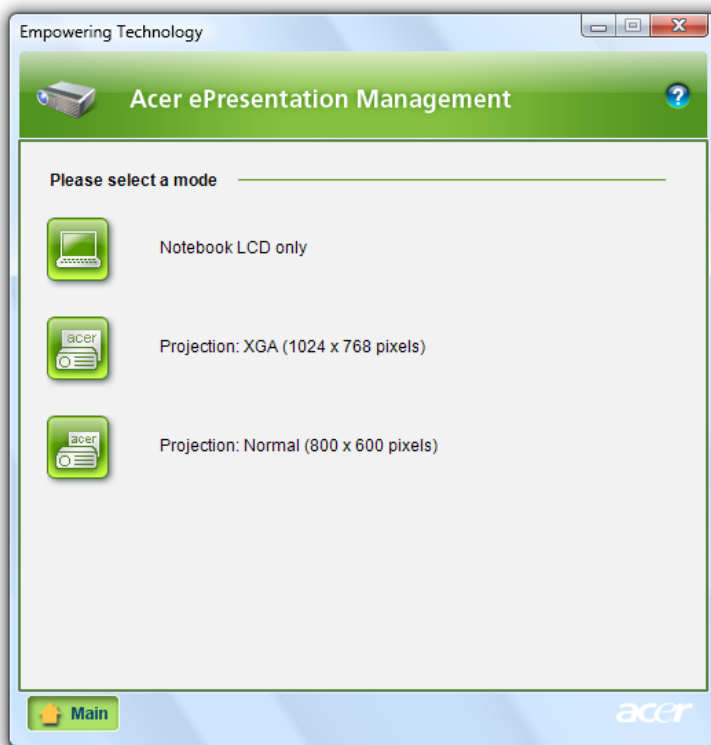 Empowering Technology
Acer ePresentation Management
?
Please select a mode
Notebook LCD only
acer
Projection: XGA (1024 x 768 pixels)
acer
Projection: Normal (800 x 600 pixels)
Main
acer